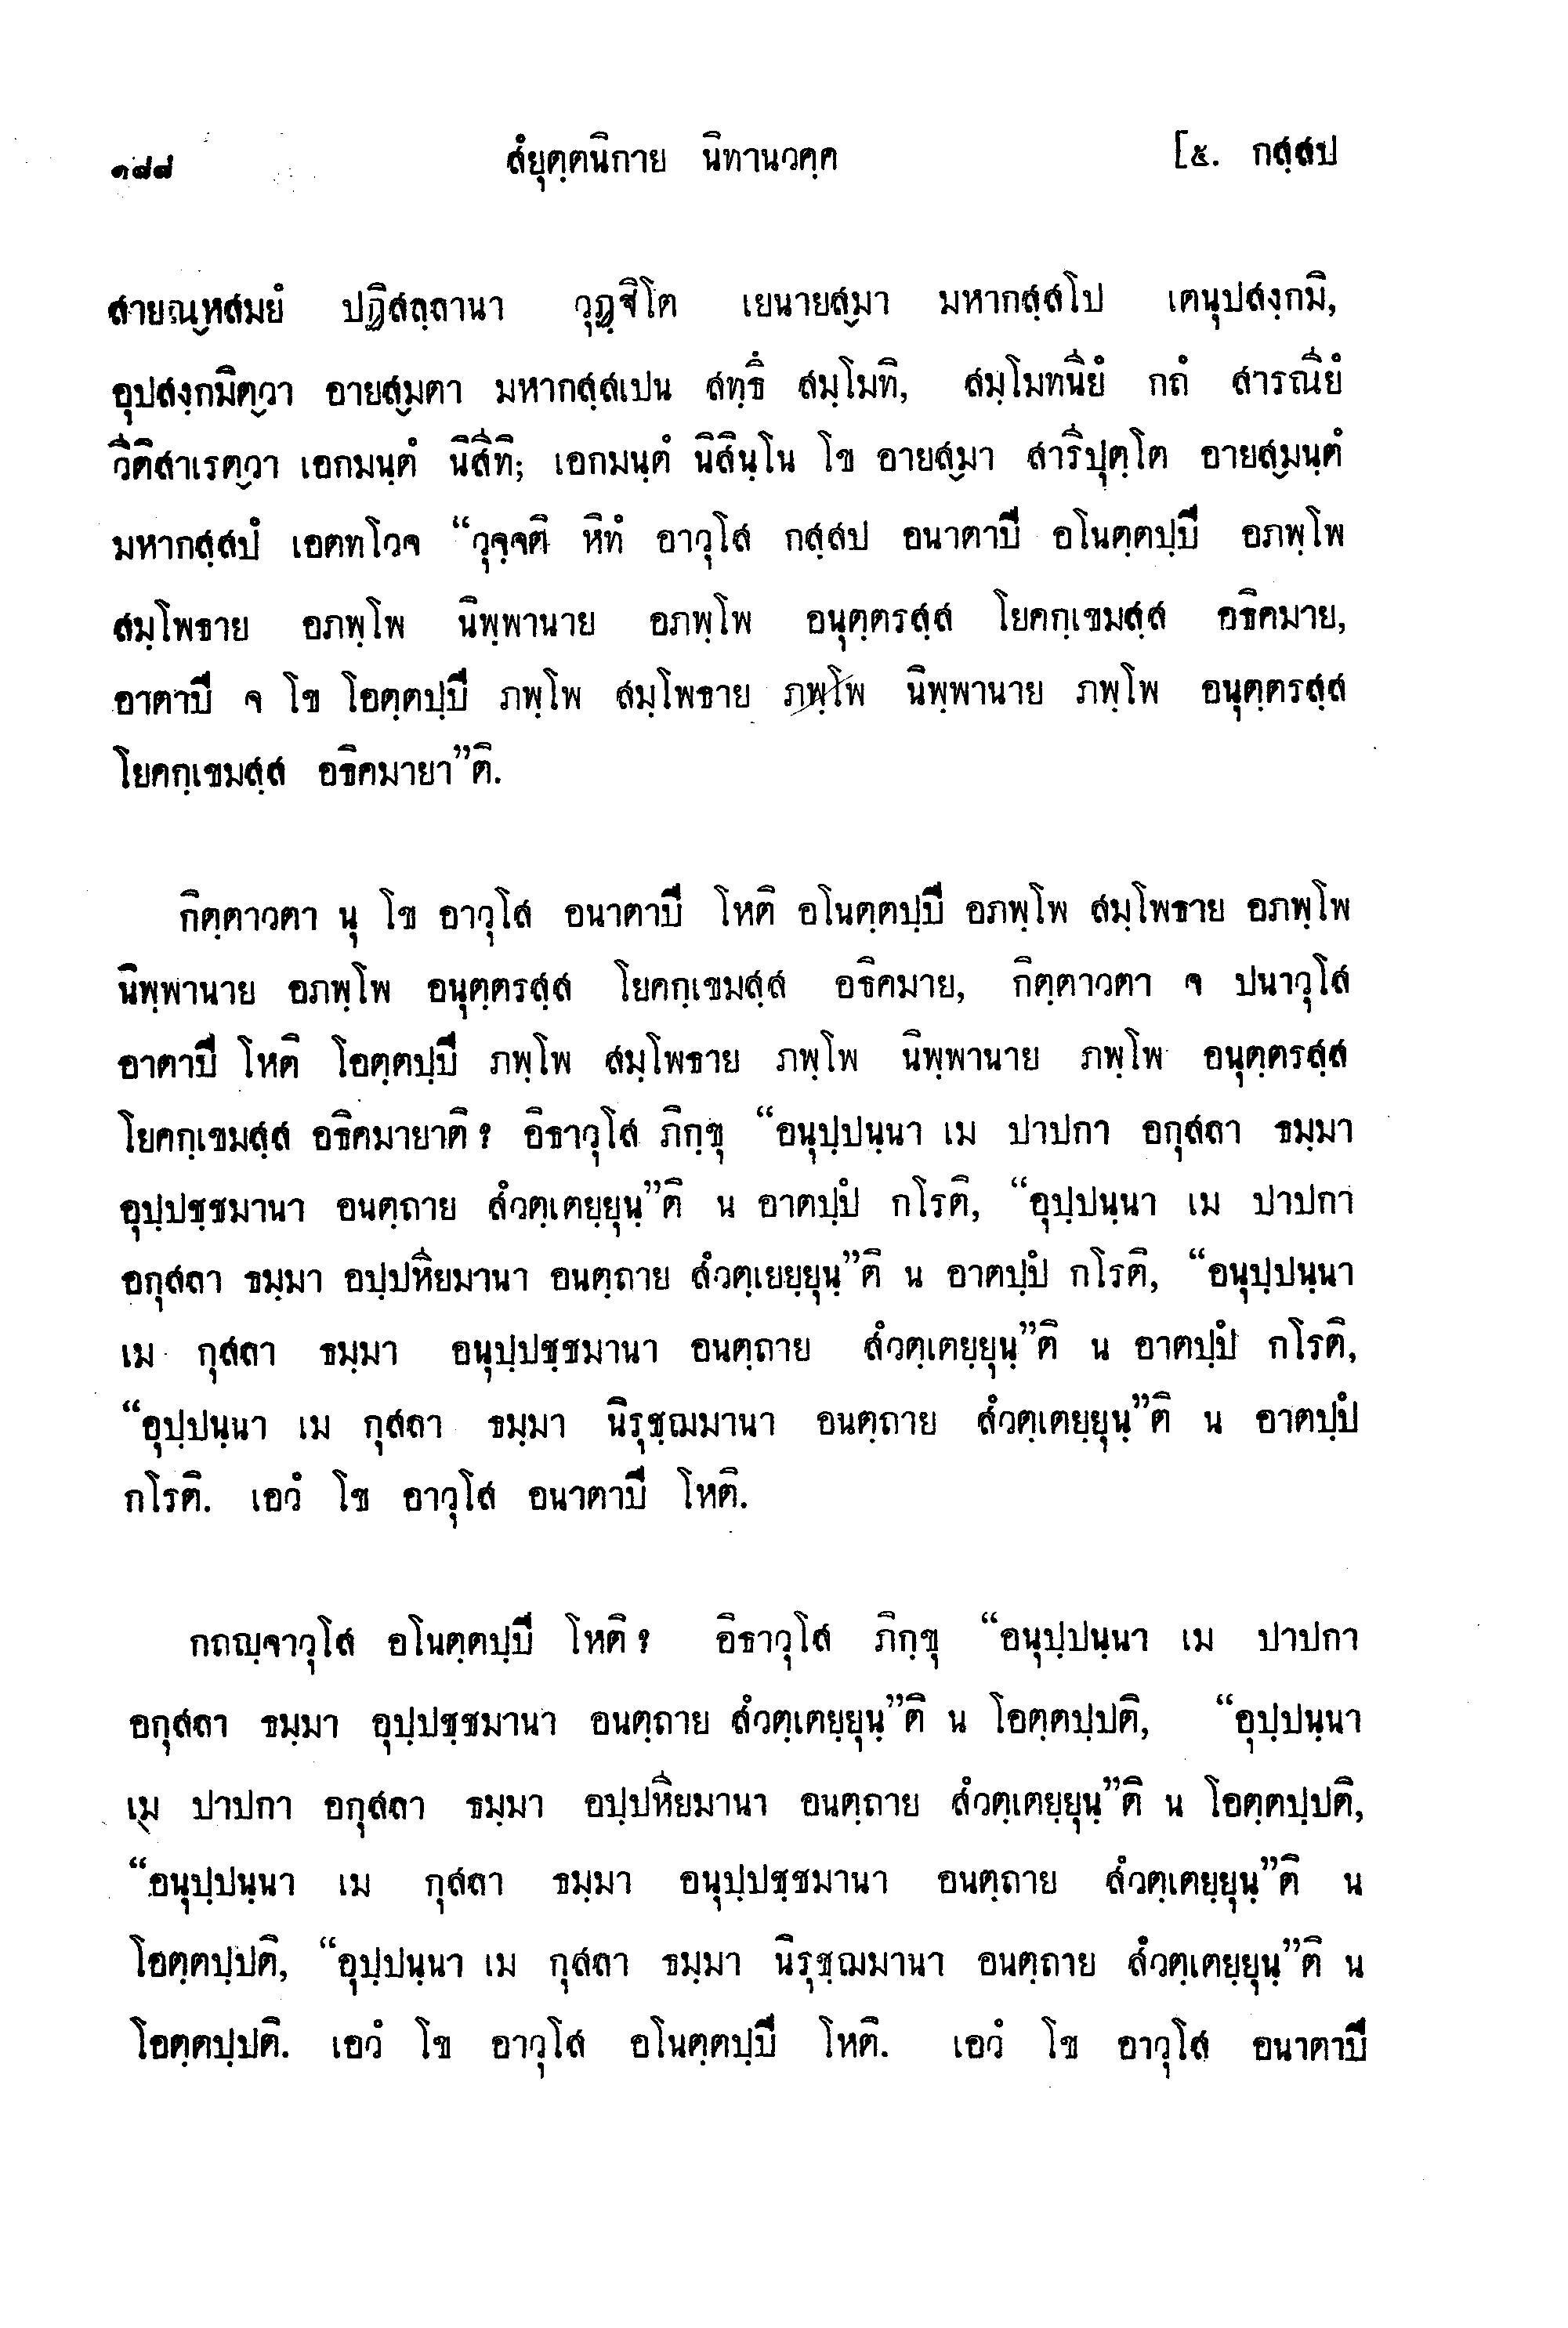 ๑๘๘ สํยุตฺตนิกาย นิทานวคฺค [๕. กสฺสป
สายณฺหสมยํ ปฏิสลฺลานา วุฏฺฐิโต เยนายสฺมา มหากสฺสโป เตนุปสงฺกมิ,
อุปสงฺกมิตฺวา อายสฺมตา มหากสฺสเปน สทฺธึ สมฺโมทิ, สมฺโมทนียํ กถํ สารณียํ
วีติสาเรตฺวา เอกมนฺตํ นิสีทิ; เอกมนฺตํ นิสินฺโน โข อายสฺมา สาริปุตฺโต อายสฺมนฺตํ
มหากสฺสปํ เอตทโวจ “วุจฺจติ หิทํ อาวุโส กสฺสป อนาตาปี อโนตฺตปฺปี อภพฺโพ
สมฺโพธาย อภพฺโพ นิพฺพานาย อภพฺโพ อนุตฺตรสฺส โยคกฺเขมสฺส อธิคมาย,
อาตาปี จ โข โอตฺตปฺปี ภพฺโพ สมฺโพธาย ภพฺโพ นิพฺพานาย ภพฺโพ อนุตฺตรสฺส
โยคกฺเขมสฺส อธิคมายา”ติ.
กิตฺตาวตา นุ โข อาวุโส อนาตาปี โหติ อโนตฺตปฺปี อภพฺโพ สมฺโพธาย อภพฺโพ
นิพฺพานาย อภพฺโพ อนุตฺตรสฺส โยคกฺเขมสฺส อธิคมาย, กิตฺตาวตา จ ปนาวุโส
อาตาปี โหติ โอตฺตปฺปี ภพฺโพ สมฺโพธาย ภพฺโพ นิพฺพานาย ภพฺโพ อนุตฺตรสฺส
โยคกฺเขมสฺส อธิคมายาติ? อิธาวุโส ภิกฺขุ “อนุปฺปนฺนา เม ปาปกา อกุสลา ธมฺมา
อุปฺปชฺชมานา อนตฺถาย สํวตฺเตยฺยุนฺ”ติ น อาตปฺปํ กโรติ, “อุปฺปนฺนา เม ปาปกา
อกุสลา ธมฺมา อปฺปหียมานา อนตฺถาย สํวตฺเยยฺยุนฺ”ติ น อาตปฺปํ กโรติ, “อนุปฺปนฺนา
เม กุสลา ธมฺมา อนุปฺปชฺชมานา อนตฺถาย สํวตฺเตยฺยุนฺ”ติ น อาตปฺปํ กโรติ,
“อุปฺปนฺนา เม กุสลา ธมฺมา นิรุชฺฌมานา อนตฺถาย สํวตฺเตยฺยุนฺ”ติ น อาตปฺปํ
กโรติ. เอวํ โข อาวุโส อนาตาปี โหติ.
กถญฺจาวุโส อโนตฺตปฺปี โหติ? อิธาวุโส ภิกฺขุ “อนุปฺปนฺนา เม ปาปกา
อกุสลา ธมฺมา อุปฺปชฺชมานา อนตฺถาย สํวตฺเตยฺยุนฺ”ติ น โอตฺตปฺปติ, “อุปฺปนฺนา
เม ปาปกา อกุสลา ธมฺมา อปฺปหียมานา อนตฺถาย สํวตฺเตยฺยุนฺ”ติ น โอตฺตปฺปติ,
“อนุปฺปนฺนา เม กุสลา ธมฺมา อนุปฺปชฺชมานา อนตฺถาย สํวตฺเตยฺยุนฺ”ติ น
โอตฺตปฺปติ, “อุปฺปนฺนา เม กุสลา ธมฺมา นิรุชฺฌมานา อนตฺถาย สํวตฺเตยฺยุนฺ”ติ น
โอตฺตปฺปติ. เอวํ โข อาวุโส อโนตฺตปฺปี โหติ. เอวํ โข อาวุโส อนาตาปี